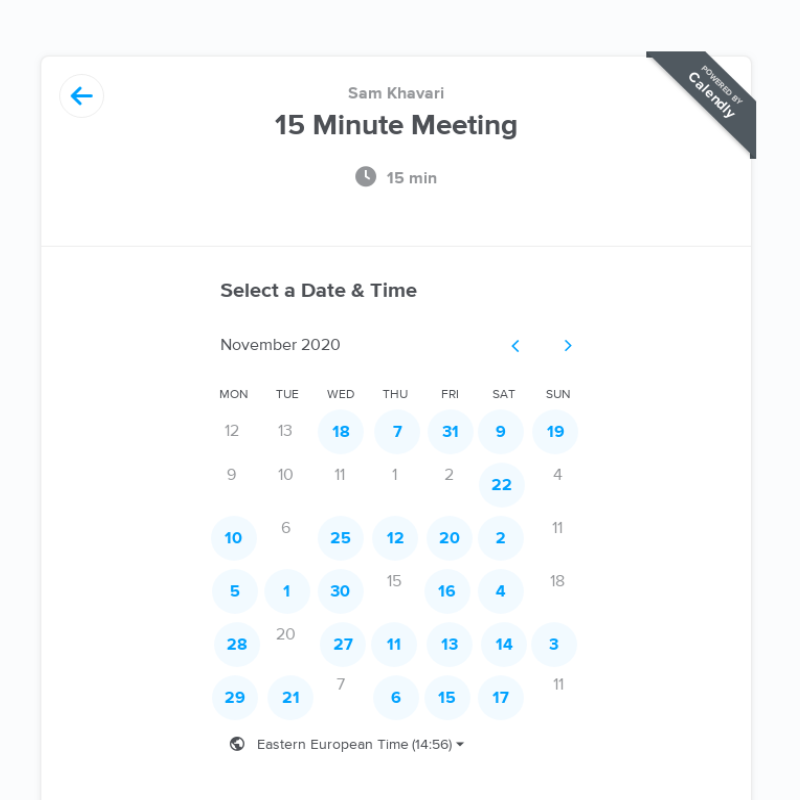 POWERED BY
Calendly
Sam Khavari
15 Minute Meeting
15 min
Select a Date & Time
November 2020
MON TUE WED THU FRI SAT SUN
12 13 18 7 31 9 19
9 10 11 1 2 22 4
10 6 25 12 20 2 11
5 1 30 15 16 4 18
28 20 27 11 13 14 3
29 21 7 6 15 17 11
Eastern European Time (14:56)